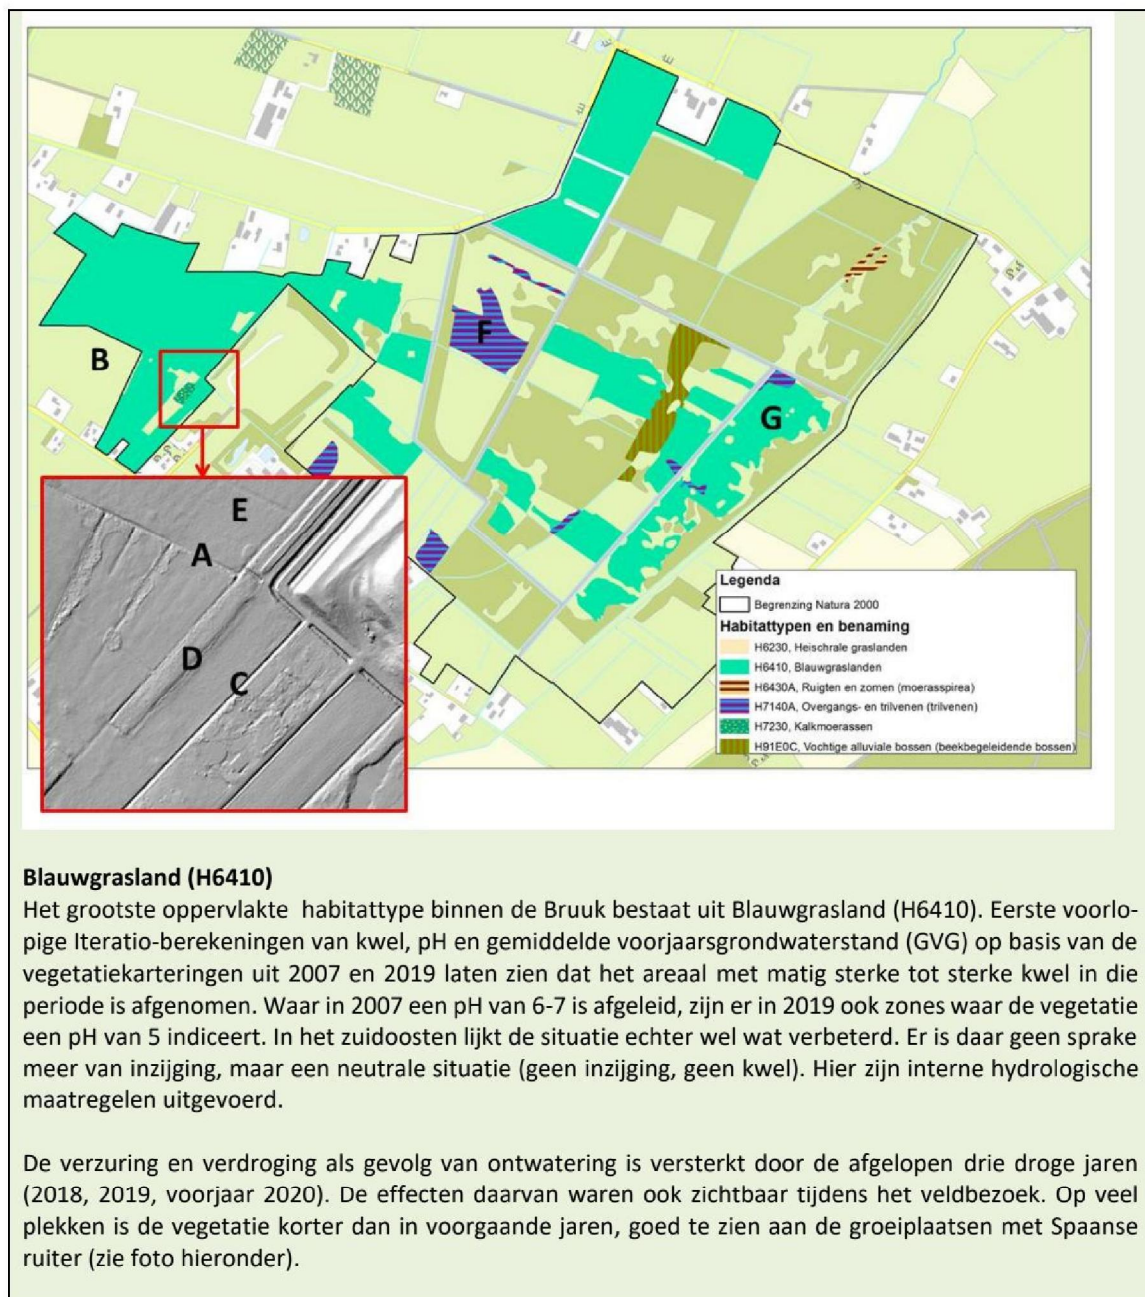 B
F
G
E
A
D
C
Legenda
Begrenzing Natura 2000
Habitattypen en benaming
H6230, Heischrale graslanden
H6410, Blauwgraslanden
H6430A, Ruigten en zomen (moerasspirea)
H7140A, Overgangs- en trilvenen (trilvenen)
H7230, Kalkmoerassen
H91E0C, Vochtige alluviale bossen (beekbegeleidende bossen)
Blauwgrasland (H6410)
Het grootste oppervlakte habitattype binnen de Bruuk bestaat uit Blauwgrasland (H6410). Eerste voorlo-
pige Iteratio-berekeningen van kwel, pH en gemiddelde voorjaarsgrondwaterstand (GVG) op basis van de
vegetatiekarteringen uit 2007 en 2019 laten zien dat het areaal met matig sterke tot sterke kwel in die
periode is afgenomen. Waar in 2007 een pH van 6-7 is afgeleid, zijn er in 2019 ook zones waar de vegetatie
een pH van 5 indiceert. In het zuidoosten lijkt de situatie echter wel wat verbeterd. Er is daar geen sprake
meer van inzijging, maar een neutrale situatie (geen inzijging, geen kwel). Hier zijn interne hydrologische
maatregelen uitgevoerd.
De verzuring en verdroging als gevolg van ontwatering is versterkt door de afgelopen drie droge jaren
(2018, 2019, voorjaar 2020). De effecten daarvan waren ook zichtbaar tijdens het veldbezoek. Op veel
plekken is de vegetatie korter dan in voorgaande jaren, goed te zien aan de groeiplaatsen met Spaanse
ruiter (zie foto hieronder).